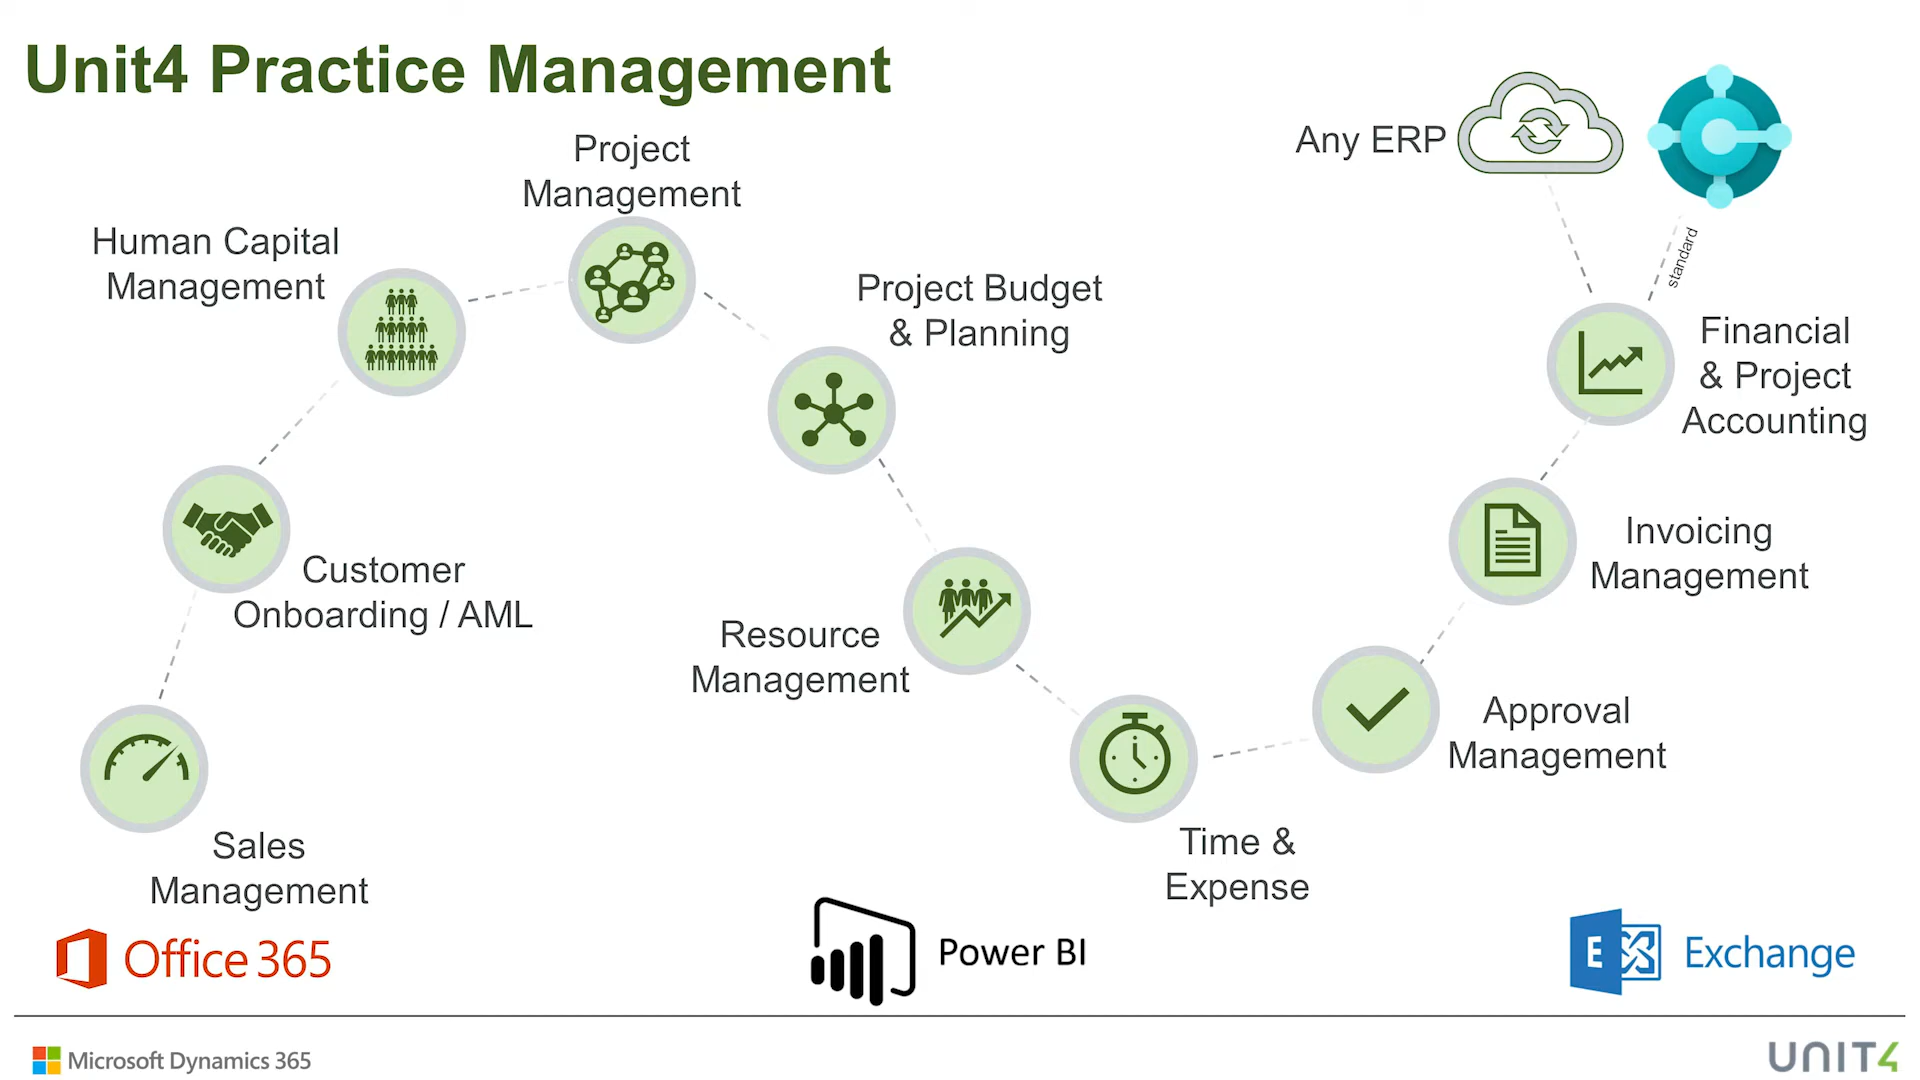 Unit4 Practice Management
Any ERP
standard
Project
Management
Human Capital
Management
Project Budget
& Planning
Financial
& Project
Accounting
Customer
Onboarding / AML
Resource
Management
Invoicing
Management
Approval
Management
Sales
Management
Time &
Expense
Office 365
Power BI
E
Exchange
Microsoft Dynamics 365
UNIT4